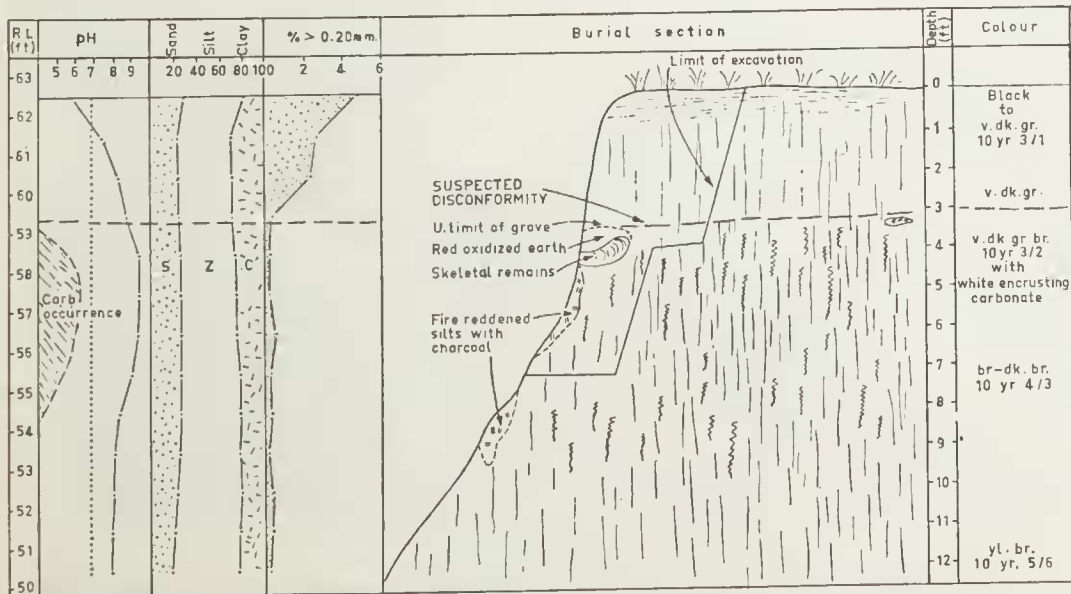 RL
(ft)
pH
5 6 7 8 9
Sand
Silt
Clay
20 40 60 80 100
% > 0.20mm.
2 4 6
Burial section
Depth
(ft)
Colour
-63
-62
-61
-60
-59
-58
-57
-56
-55
-54
-53
-52
-51
-50
Carb.
occurrence
S
Z
C
Limit of excavation
SUSPECTED
DISCONFORMITY
U. limit of grave
Red oxidized earth
Skeletal remains
Fire reddened
silts with
charcoal
0
-1
-2
-3
-4
-5
-6
-7
-8
-9
-10
-11
-12
Black
to
v.dk.gr.
10 yr 3/1
v.dk.gr.
v.dk gr br.
10 yr 3/2
with
white encrusting
carbonate
br-dk. br.
10 yr 4/3
yl. br.
10 yr. 5/6